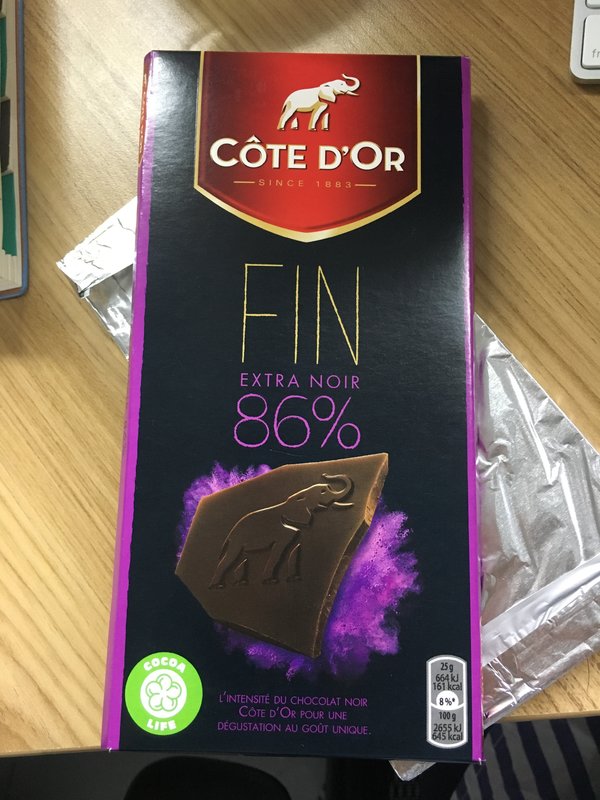 CÔTE D'OR
SINCE 1883
FIN
EXTRA NOIR
86%
COCOA
LIFE
L'INTENSITÉ DU CHOCOLAT NOIR
CÔTE D'OR POUR UNE
DÉGUSTATION AU GOÛT UNIQUE.
25 g
664 kJ
161 kcal
8%*
100 g
2655 kJ
645 kcal